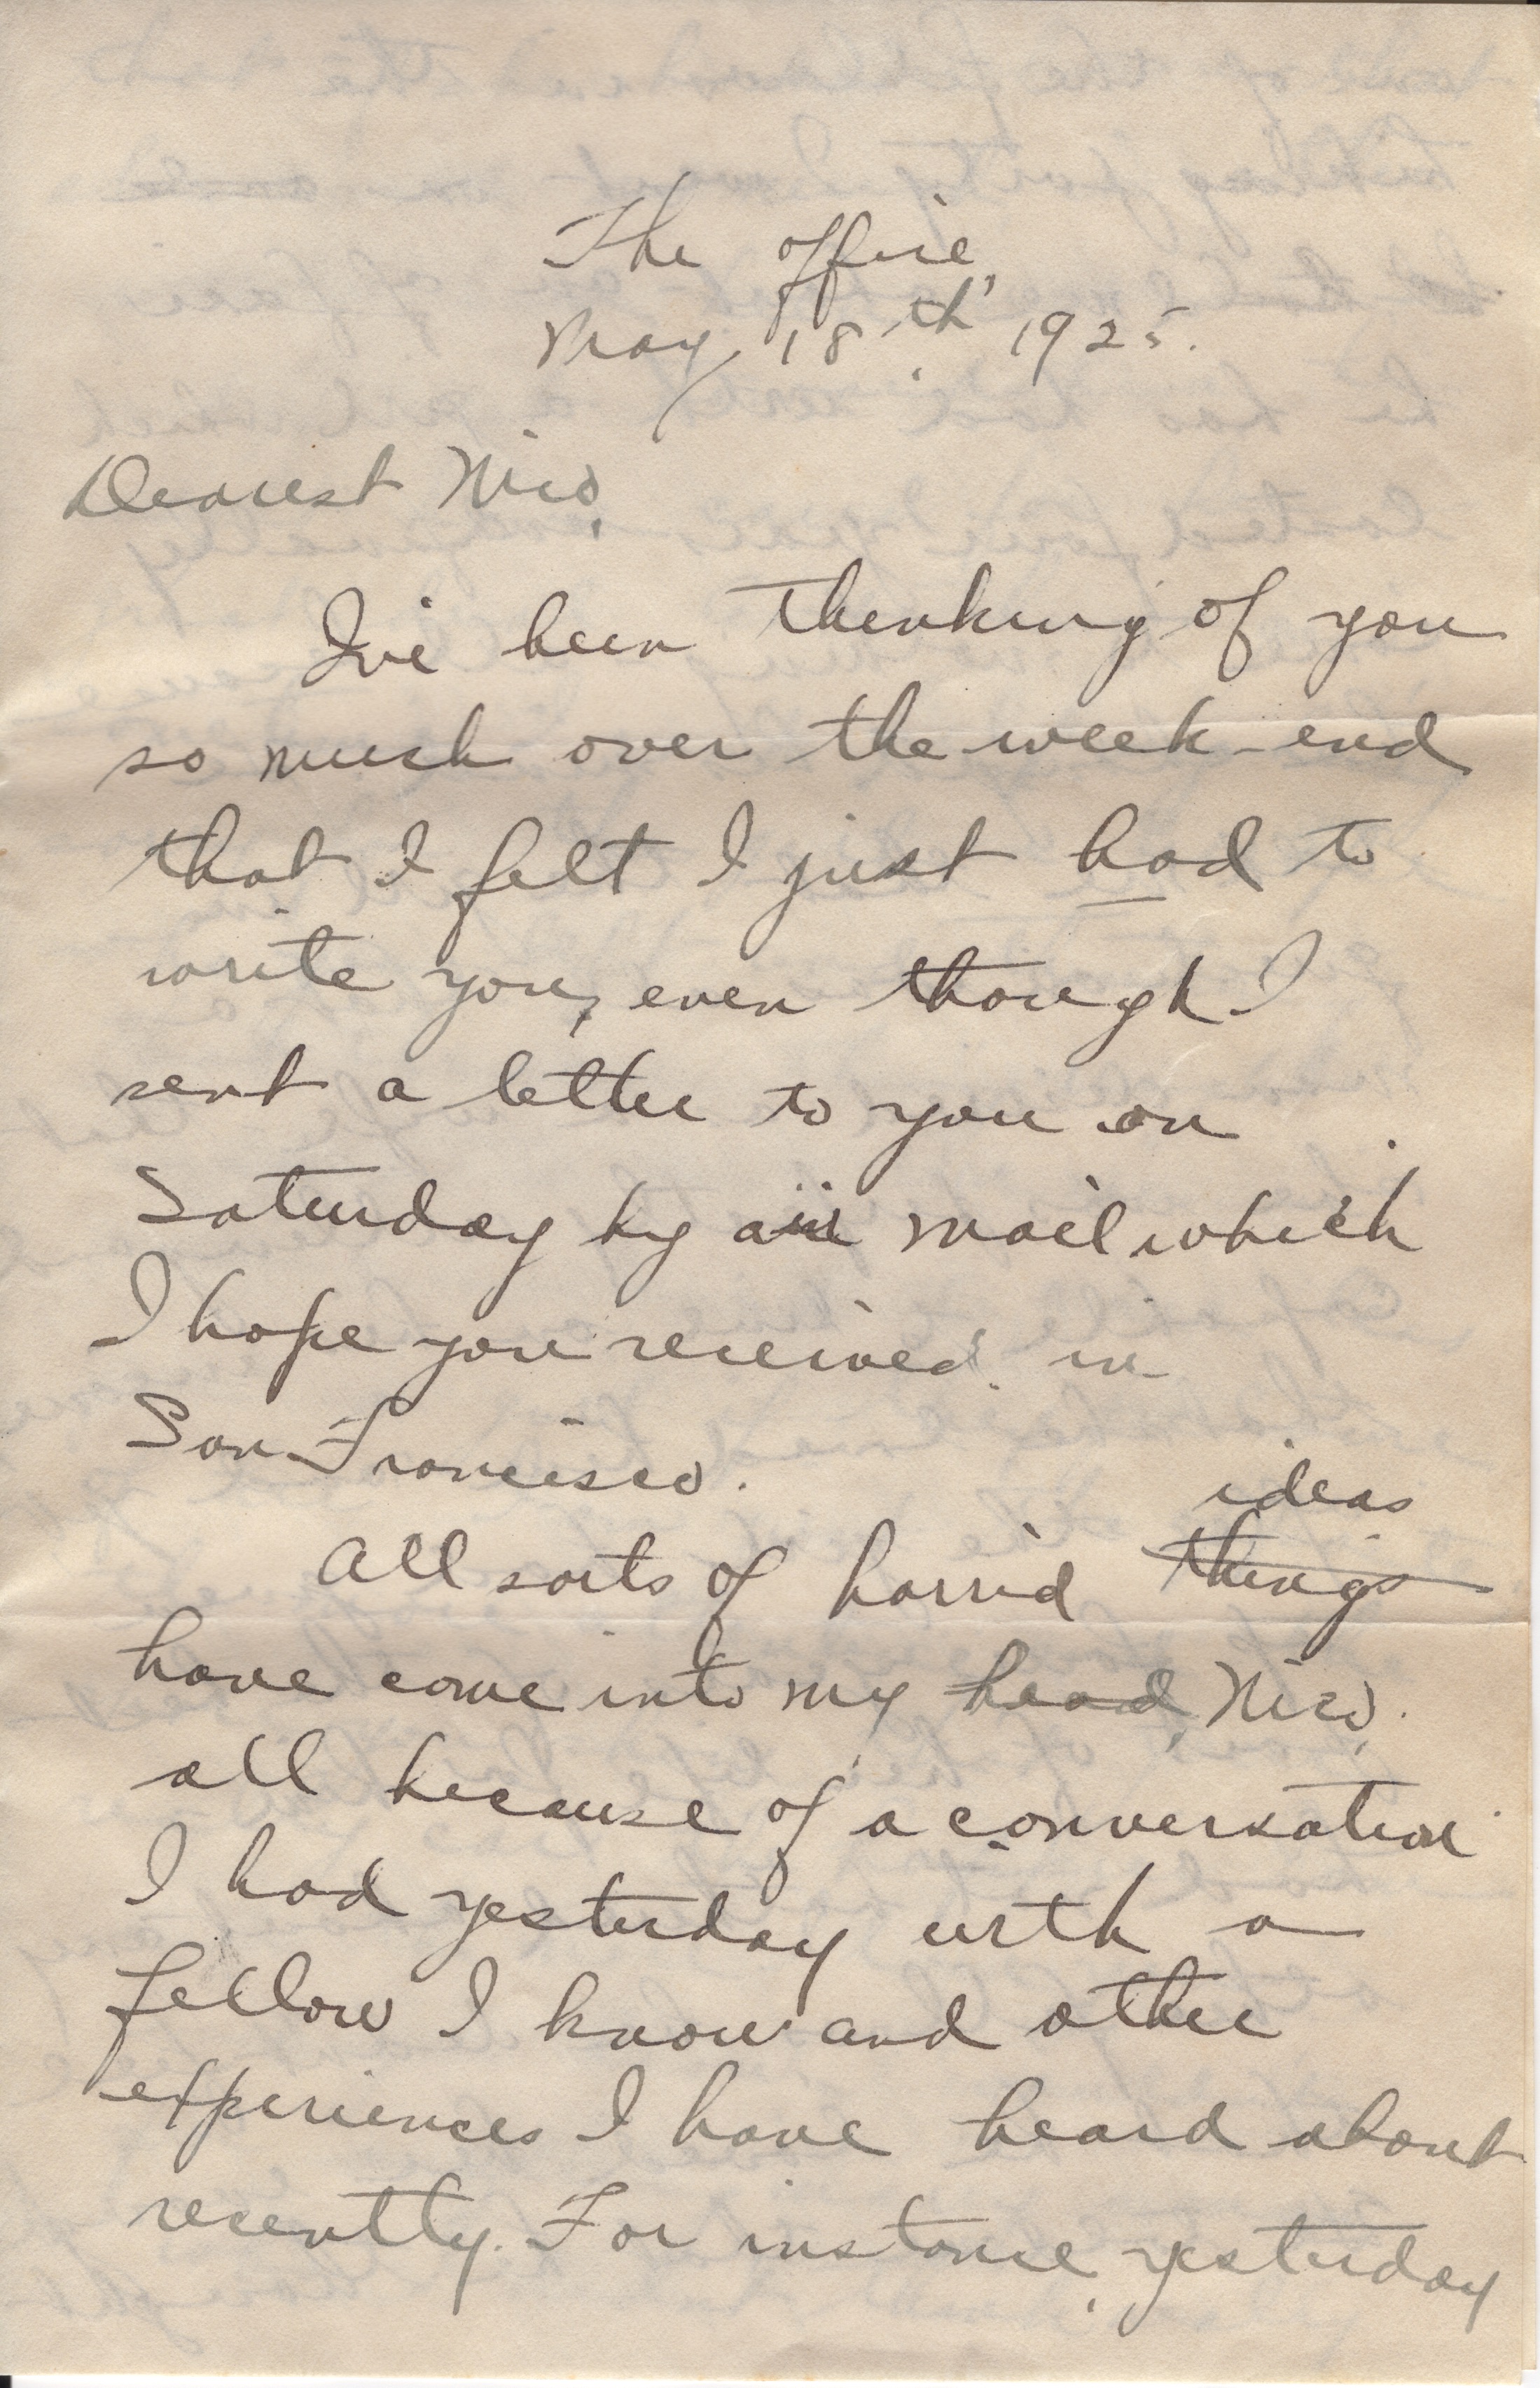 The office,
May 18th, 1925.
Dearest Nico,
I've been thinking of you
so much over the week-end
that I felt I just had to
write you, even though I
sent a letter to you on
Saturday by air mail which
I hope you received in
San Francisco.
ideas
All sorts of horrid things
have come into my head, Nico,
all because of a conversation
I had yesterday with a
fellow I know and other
experiences I have heard about
recently. For instance, yesterday